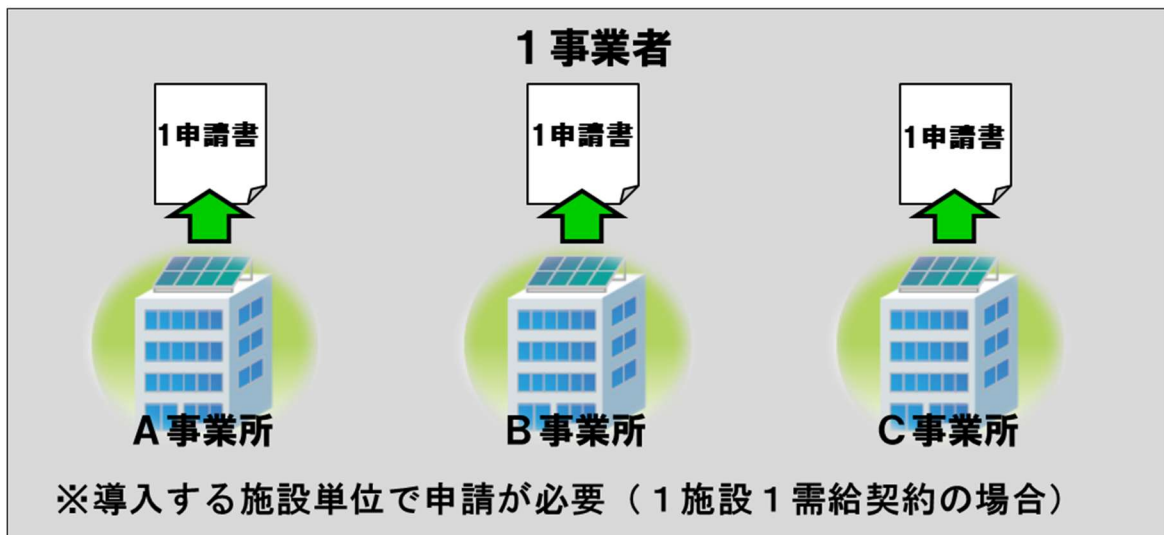 １事業者
1申請書
1申請書
1申請書
Ａ事業所
Ｂ事業所
Ｃ事業所
※導入する施設単位で申請が必要（１施設１需給契約の場合）